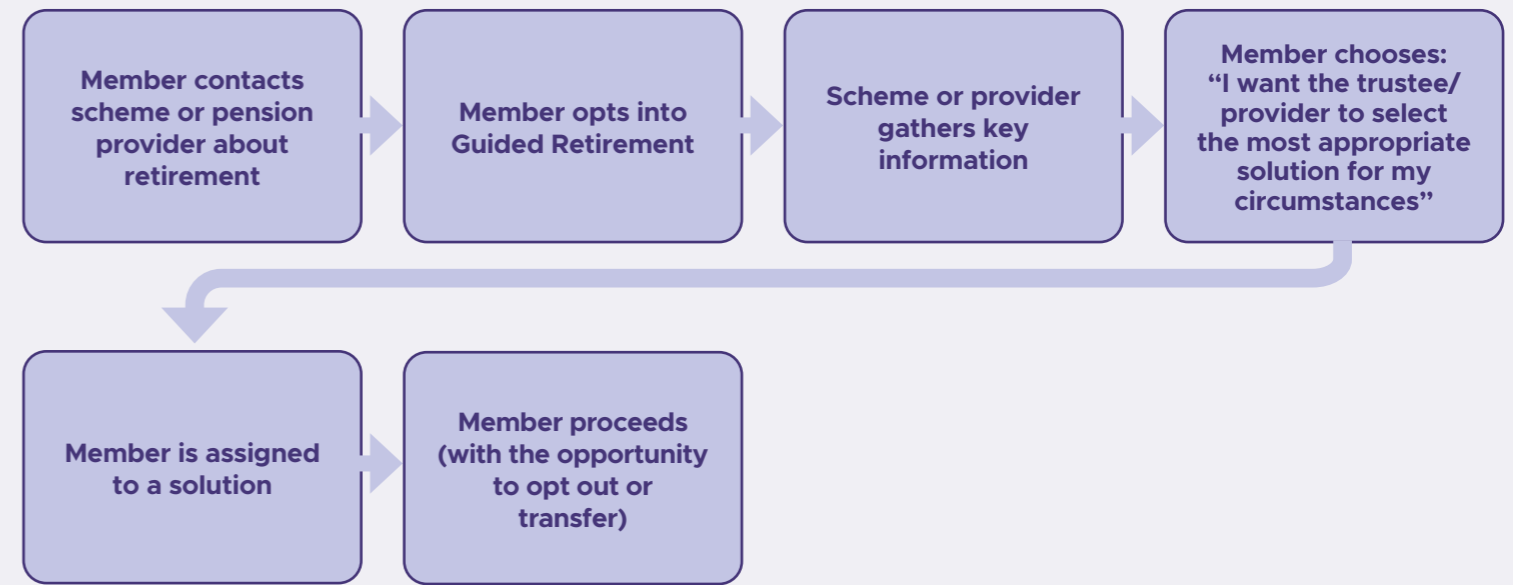 Member contacts
scheme or pension
provider about
retirement
Member opts into
Guided Retirement
Scheme or provider
gathers key
information
Member chooses:
“I want the trustee/
provider to select
the most appropriate
solution for my
circumstances”
Member is assigned
to a solution
Member proceeds
(with the opportunity
to opt out or
transfer)